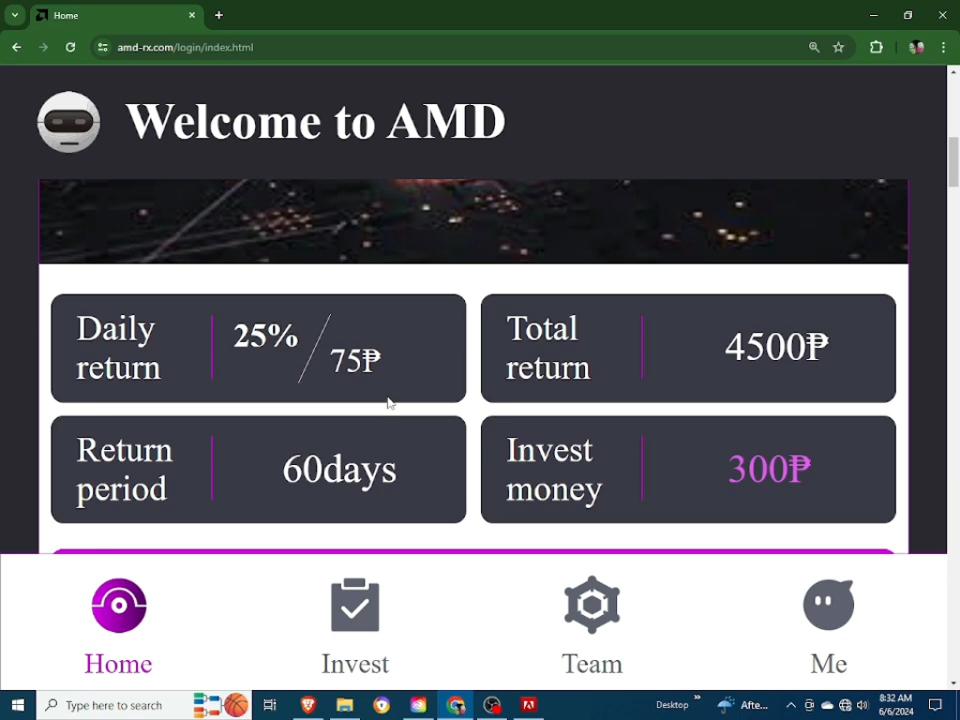 Home
amd-rx.com/login/index.html
Welcome to AMD
Daily return
25%
75₱
Total return
4500₱
Return period
60days
Invest money
300₱
Home
Invest
Team
Me
Type here to search
Desktop
Afte...
8:32 AM
6/6/2024